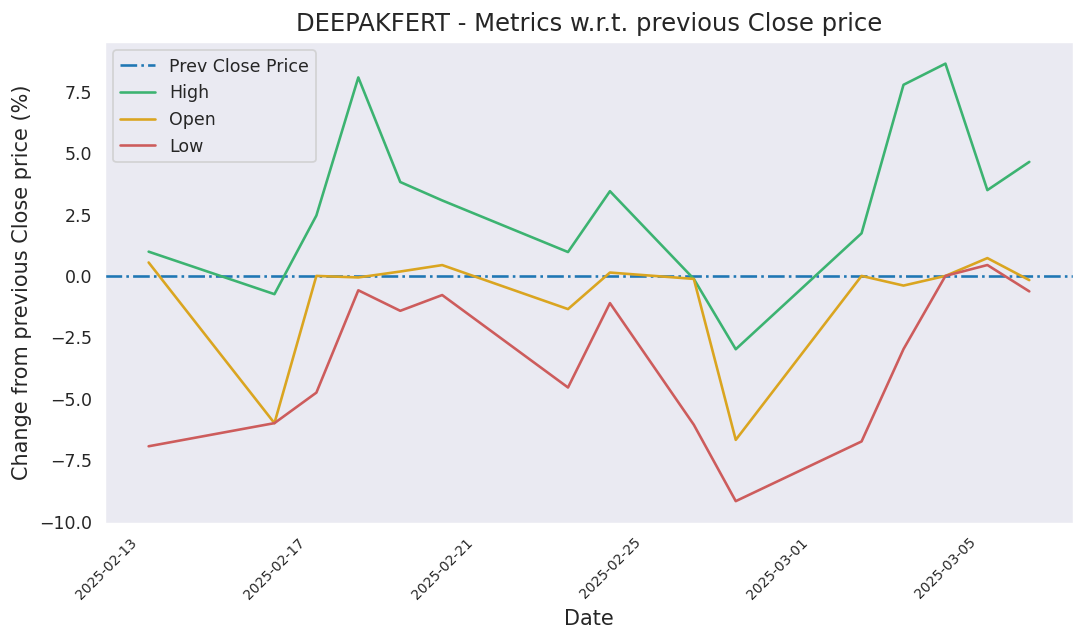 DEEPAKFERT - Metrics w.r.t. previous Close price
Prev Close Price
High
Open
Low
Change from previous Close price (%)
7.5
5.0
2.5
0.0
−2.5
−5.0
−7.5
−10.0
2025-02-13
2025-02-17
2025-02-21
2025-02-25
2025-03-01
2025-03-05
Date